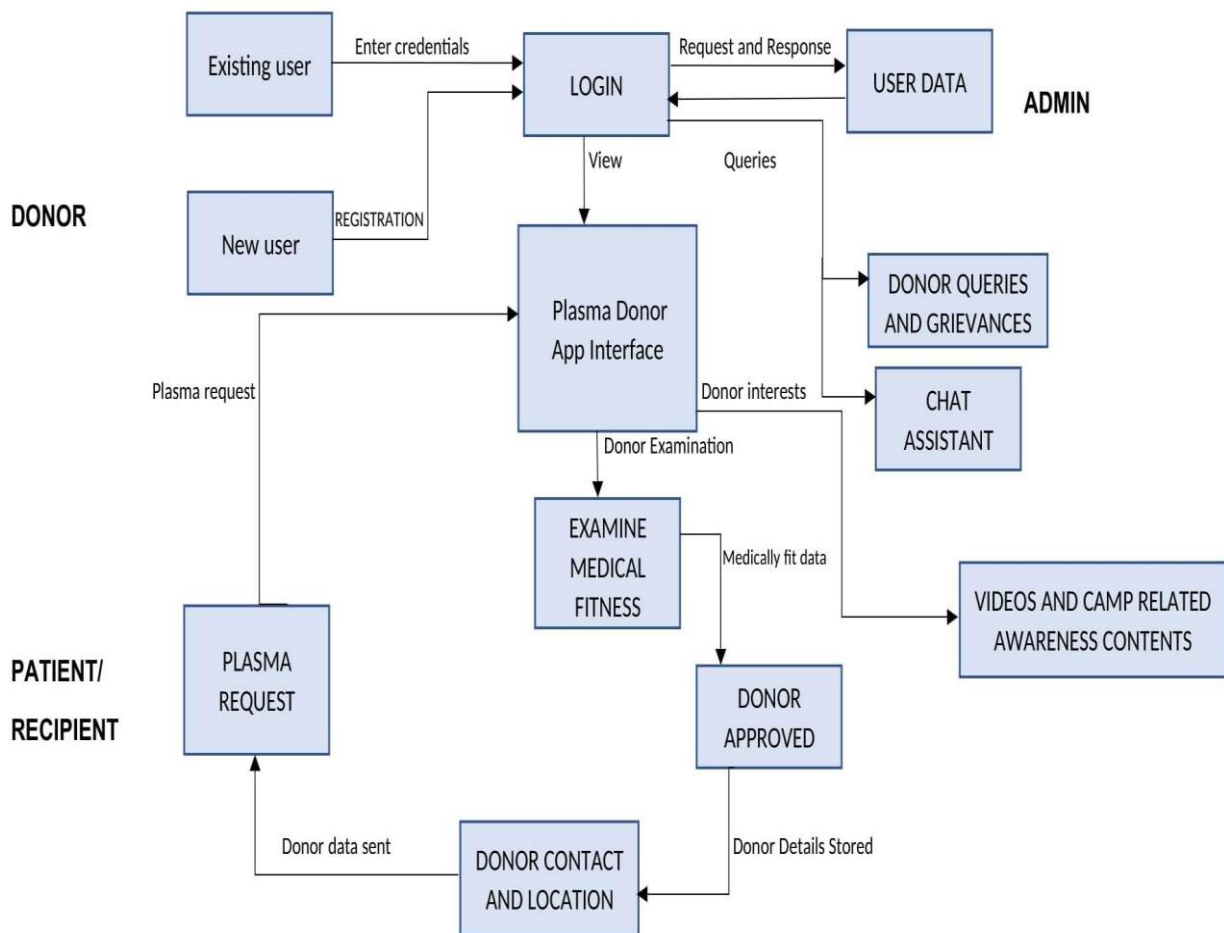 Existing user
Enter credentials
LOGIN
Request and Response
USER DATA
ADMIN
View
Queries
DONOR
New user
REGISTRATION
Plasma Donor
App Interface
DONOR QUERIES
AND GRIEVANCES
Plasma request
Donor interests
CHAT
ASSISTANT
Donor Examination
EXAMINE
MEDICAL
FITNESS
Medically fit data
VIDEOS AND CAMP RELATED
AWARENESS CONTENTS
PATIENT/
RECIPIENT
PLASMA
REQUEST
DONOR
APPROVED
Donor data sent
DONOR CONTACT
AND LOCATION
Donor Details Stored